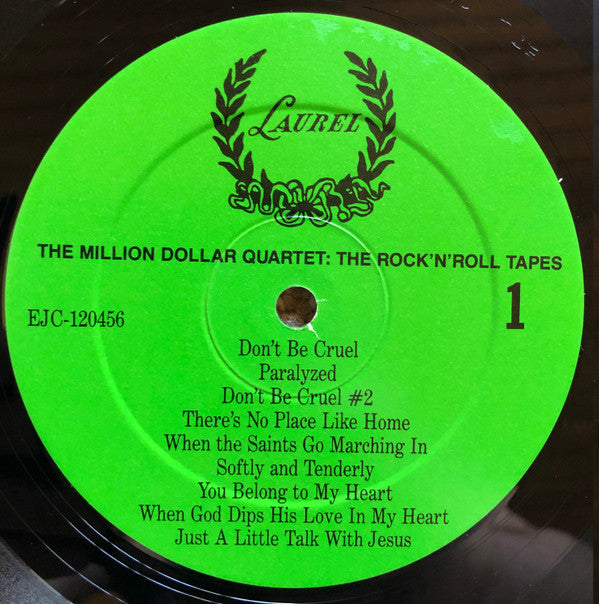 LAUREL
THE MILLION DOLLAR QUARTET: THE ROCK'N'ROLL TAPES
EJC-120456
1
Don't Be Cruel
Paralyzed
Don't Be Cruel #2
There's No Place Like Home
When the Saints Go Marching In
Softly and Tenderly
You Belong to My Heart
When God Dips His Love In My Heart
Just A Little Talk With Jesus